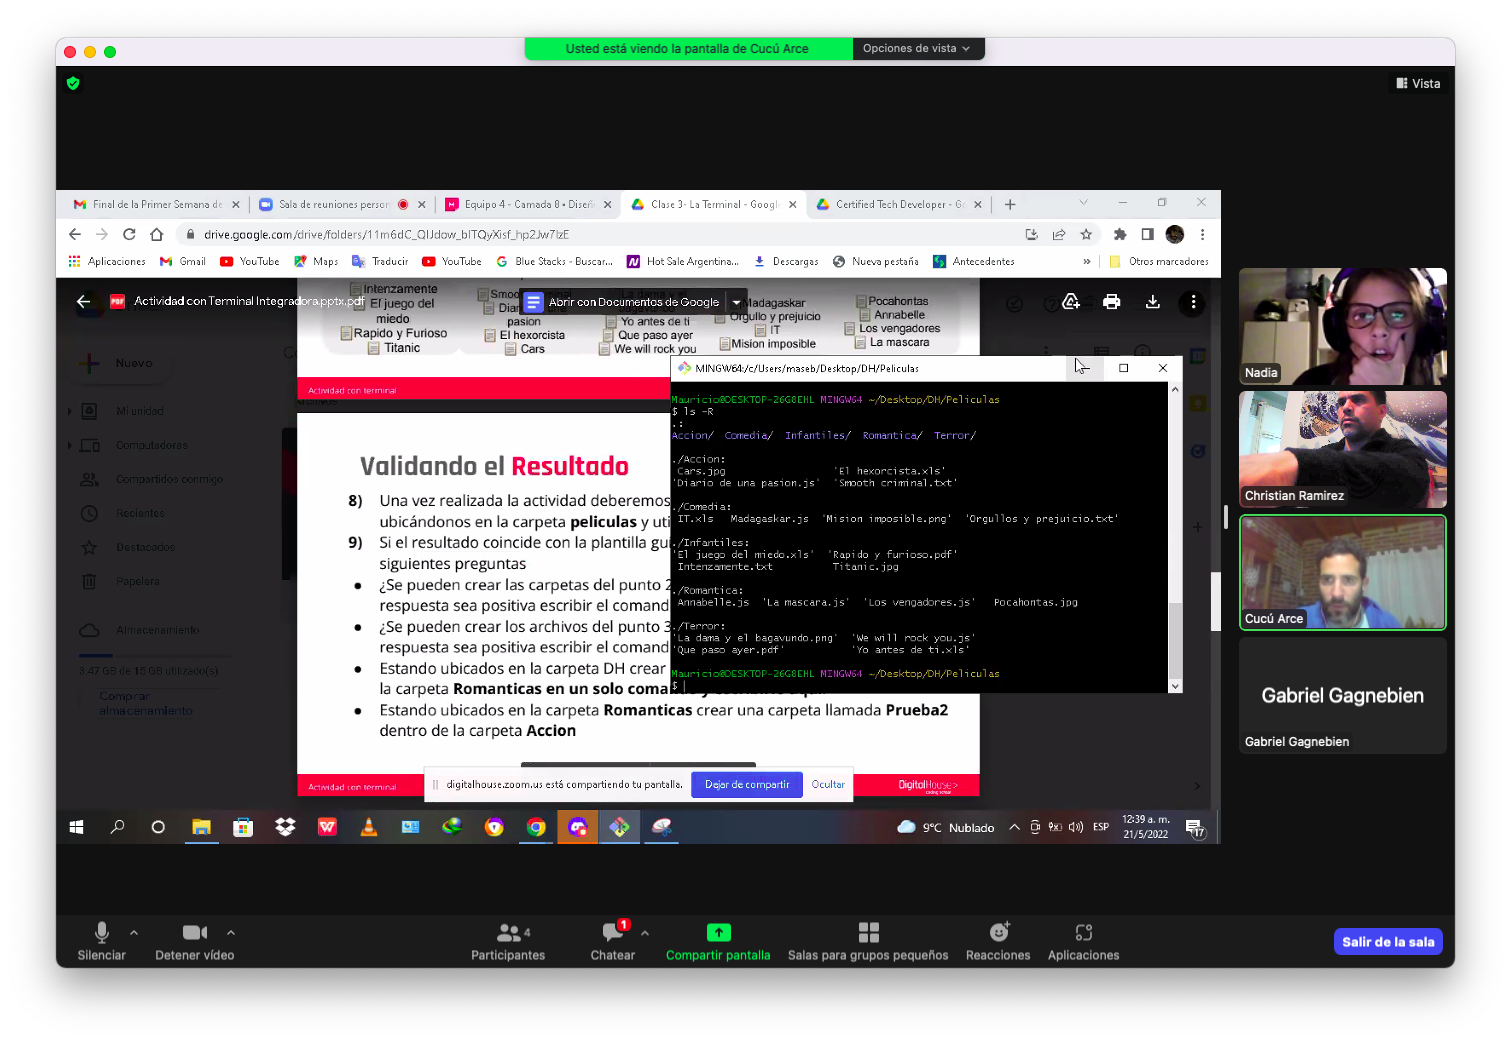 Usted está viendo la pantalla de Cucú Arce
Opciones de vista
Vista
Final de la Primer Semana de
Sala de reuniones person
Equipo 4 - Camada 8 • Diseñ
Clase 3- La Terminal - Googl
Certified Tech Developer - G
Aplicaciones
Gmail
YouTube
Maps
Traducir
YouTube
Blue Stacks - Buscar...
Hot Sale Argentina...
Descargas
Nueva pestaña
Antecedentes
»
Otros marcadores
PDF
Actividad con Terminal Integradora.pptx.pdf
Abrir con Documentos de Google
Intenzamente
El juego del
miedo
Rapido y Furioso
Titanic
pasion
El hexorcista
Cars
Yo antes de ti
Que paso ayer
We will rock you
Madagaskar
Orgullo y prejuicio
IT
Mision imposible
Pocahontas
Annabelle
Los vengadores
La mascara
Actividad con terminal
Nuevo
Mi unidad
Computadoras
Compartidos conmigo
Recientes
Destacados
Papelera
Almacenamiento
3.47 GB de 15 GB utilizado(s)
Comprar
almacenamiento
Validando el Resultado
8) Una vez realizada la actividad deberemos
ubicándonos en la carpeta peliculas y uti
9) Si el resultado coincide con la plantilla gu
siguientes preguntas
• ¿Se pueden crear las carpetas del punto 2
respuesta sea positiva escribir el comand
• ¿Se pueden crear los archivos del punto 3
respuesta sea positiva escribir el comand
• Estando ubicados en la carpeta DH crear
la carpeta Romanticas en un solo coma
• Estando ubicados en la carpeta Romanticas crear una carpeta llamada Prueba2
dentro de la carpeta Accion
Actividad con terminal
DigitalHouse>
MINGW64:/c/Users/maseb/Desktop/DH/Peliculas
Mauricio@DESKTOP-26G8EHL MINGW64 ~/Desktop/DH/Peliculas
$ ls -R
.:
Accion/ Comedia/ Infantiles/ Romantica/ Terror/
./Accion:
Cars.jpg 'El hexorcista.xls'
'Diario de una pasion.js' 'Smooth criminal.txt'
./Comedia:
IT.xls Madagaskar.js 'Mision imposible.png' 'Orgullos y prejuicio.txt'
./Infantiles:
'El juego del miedo.xls' 'Rapido y furioso.pdf'
Intenzamente.txt Titanic.jpg
./Romantica:
Annabelle.js 'La mascara.js' 'Los vengadores.js' Pocahontas.jpg
./Terror:
'La dama y el bagavundo.png' 'We will rock you.js'
'Que paso ayer.pdf' 'Yo antes de ti.xls'
Mauricio@DESKTOP-26G8EHL MINGW64 ~/Desktop/DH/Peliculas
$
digitalhouse.zoom.us está compartiendo tu pantalla.
Dejar de compartir
Ocultar
9°C Nublado
ESP
12:39 a. m.
21/5/2022
17
Nadia
Christian Ramirez
Cucú Arce
Gabriel Gagnebien
Gabriel Gagnebien
Silenciar
Detener vídeo
4
Participantes
1
Chatear
Compartir pantalla
Salas para grupos pequeños
Reacciones
Aplicaciones
Salir de la sala